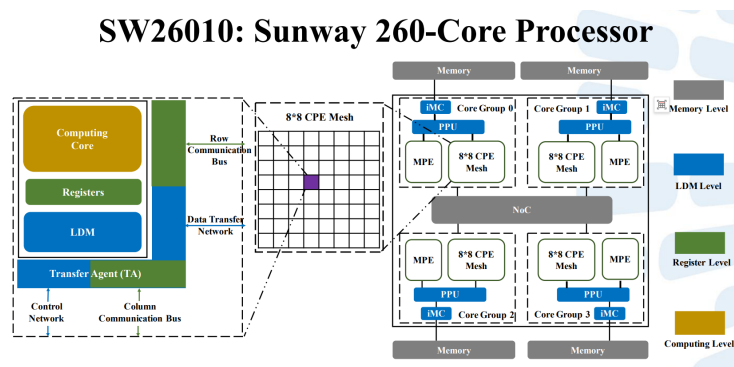 SW26010: Sunway 260-Core Processor
Computing
Core
Registers
LDM
Transfer Agent (TA)
Control
Network
Column
Communication Bus
Row
Communication
Bus
Data Transfer
Network
8*8 CPE Mesh
Memory
Memory
iMC
Core Group 0
PPU
MPE
8*8 CPE
Mesh
Core Group 1
iMC
PPU
8*8 CPE
Mesh
MPE
NoC
MPE
8*8 CPE
Mesh
PPU
iMC
Core Group 2
8*8 CPE
Mesh
MPE
PPU
Core Group 3
iMC
Memory
Memory
Memory Level
LDM Level
Register Level
Computing Level